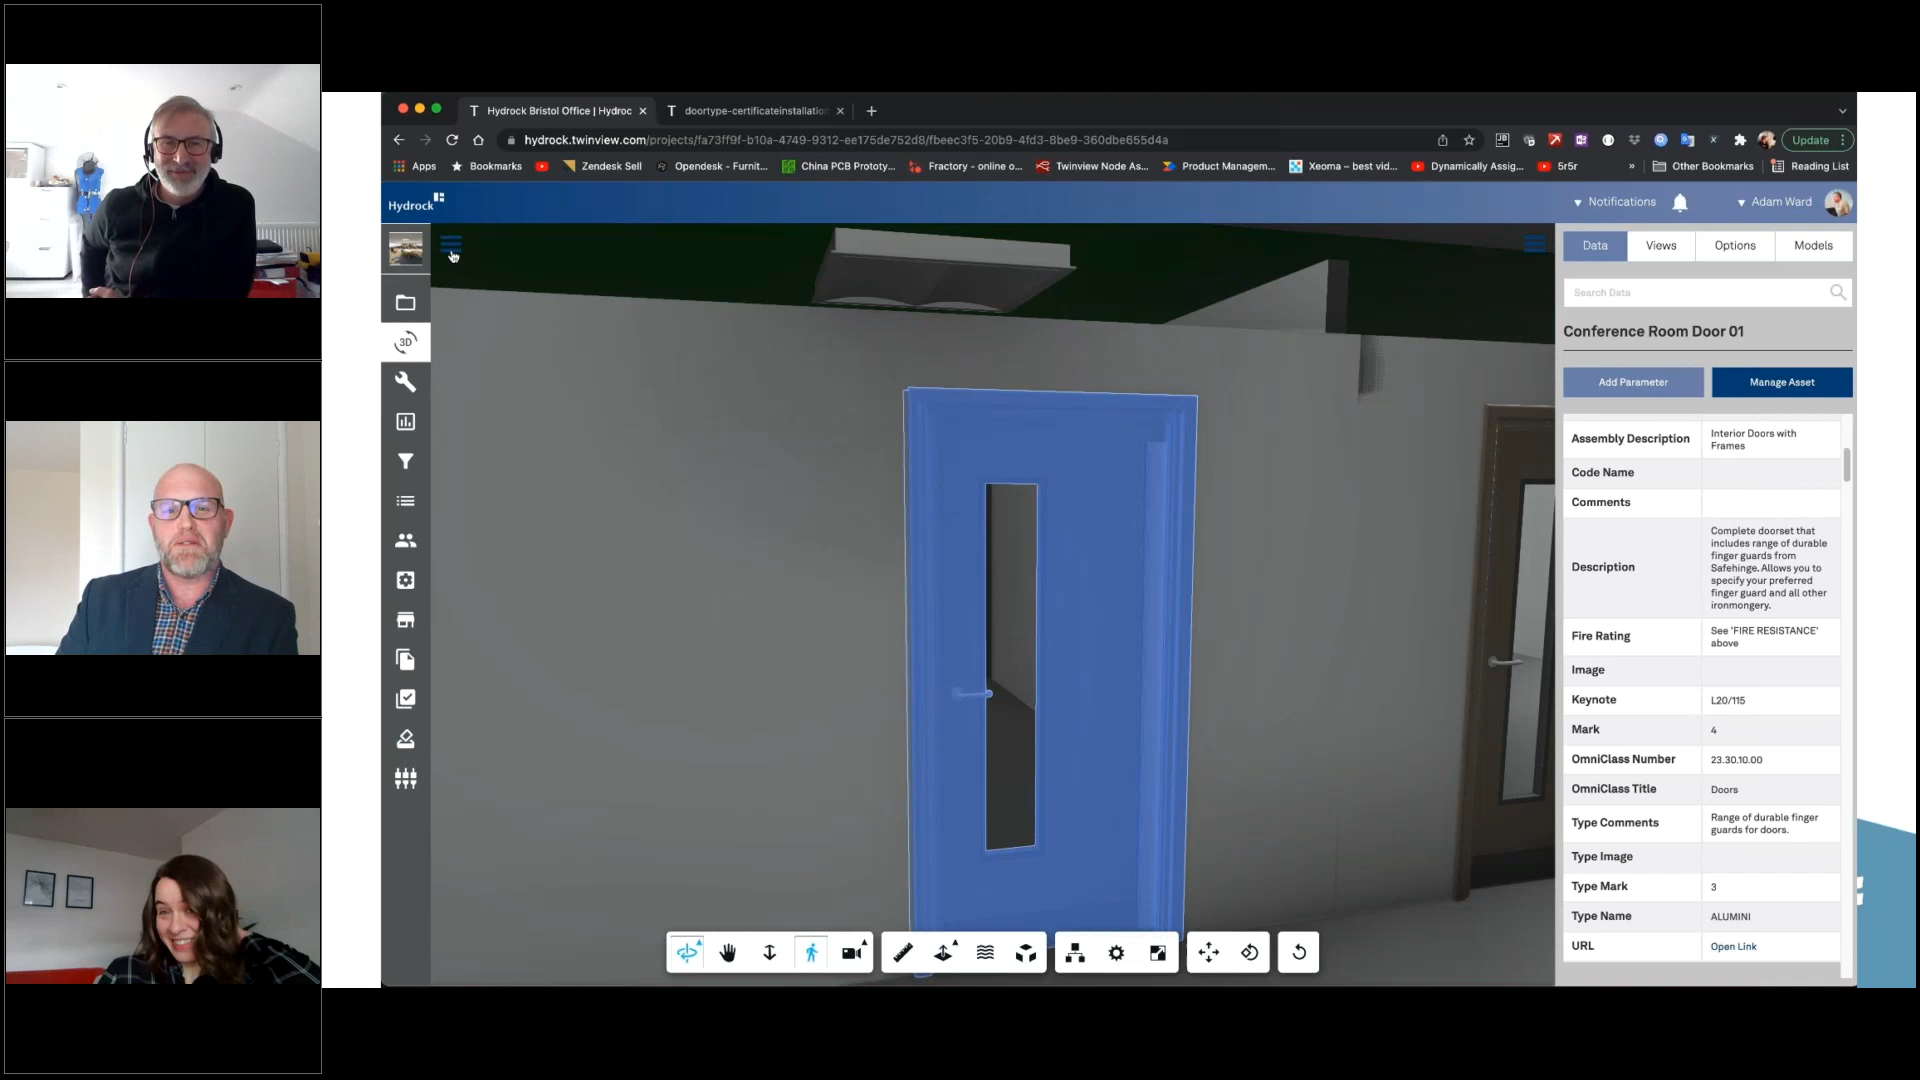 Hydrock Bristol Office | Hydroc
doortype-certificateinstallation
hydrock.twinview.com/projects/fa73ff9f-b10a-4749-9312-ee175de752d8/fbeec3f5-20b9-4fd3-8be9-360dbe655d4a
Update
Apps
Bookmarks
Zendesk Sell
Opendesk - Furnit...
China PCB Prototy...
Fractory - online o...
Twinview Node As...
Product Managem...
Xeoma – best vid...
Dynamically Assig...
5r5r
»
Other Bookmarks
Reading List
Hydrock
Notifications
Adam Ward
3D
Data
Views
Options
Models
Search Data
Conference Room Door 01
Add Parameter
Manage Asset
Assembly Description
Interior Doors with
Frames
Code Name
Comments
Description
Complete doorset that
includes range of durable
finger guards from
Safehinge. Allows you to
specify your preferred
finger guard and all other
ironmongery.
Fire Rating
See 'FIRE RESISTANCE'
above
Image
Keynote
L20/115
Mark
4
OmniClass Number
23.30.10.00
OmniClass Title
Doors
Type Comments
Range of durable finger
guards for doors.
Type Image
Type Mark
3
Type Name
ALUMINI
URL
Open Link